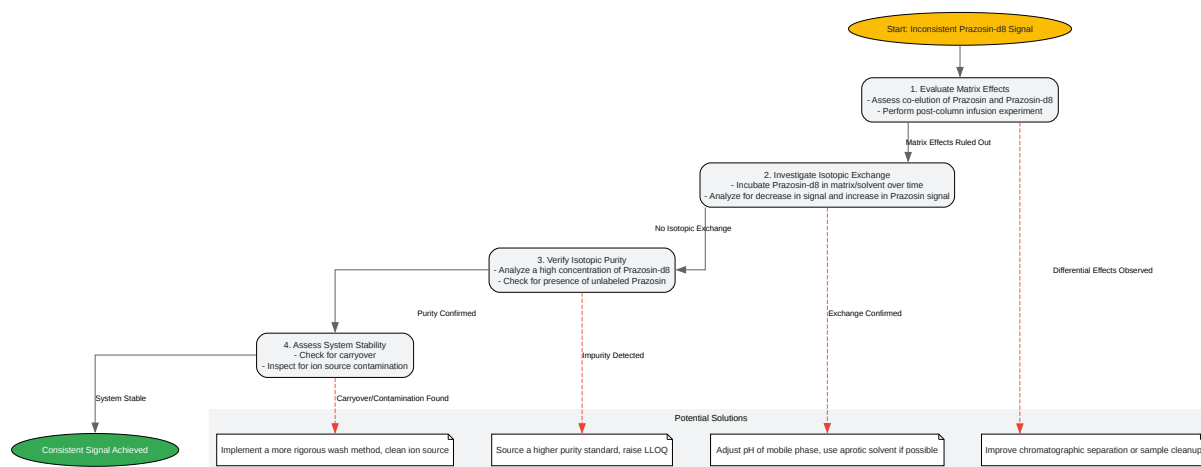 Start: Inconsistent Prazosin-d8 Signal
1. Evaluate Matrix Effects
- Assess co-elution of Prazosin and Prazosin-d8
- Perform post-column infusion experiment
Matrix Effects Ruled Out
2. Investigate Isotopic Exchange
- Incubate Prazosin-d8 in matrix/solvent over time
- Analyze for decrease in signal and increase in Prazosin signal
No Isotopic Exchange
3. Verify Isotopic Purity
- Analyze a high concentration of Prazosin-d8
- Check for presence of unlabeled Prazosin
Differential Effects Observed
Purity Confirmed
Exchange Confirmed
4. Assess System Stability
- Check for carryover
- Inspect for ion source contamination
Impurity Detected
System Stable
Carryover/Contamination Found
Potential Solutions
Consistent Signal Achieved
Implement a more rigorous wash method, clean ion source
Source a higher purity standard, raise LLOQ
Adjust pH of mobile phase, use aprotic solvent if possible
Improve chromatographic separation or sample cleanup